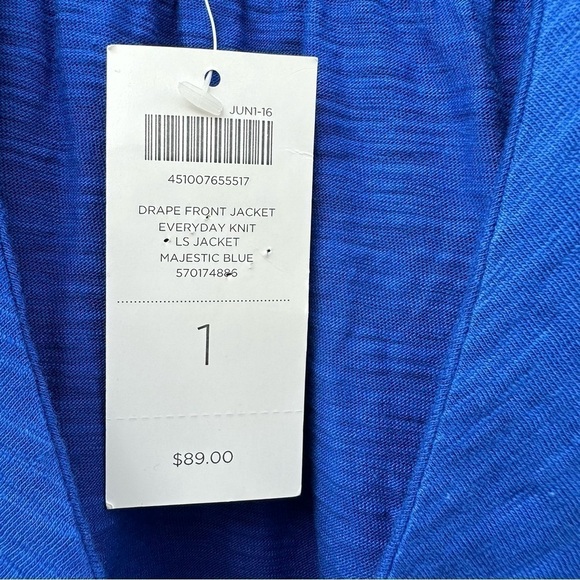 JUN1-16
451007655517
DRAPE FRONT JACKET
EVERYDAY KNIT
LS JACKET
MAJESTIC BLUE
570174886
1
$89.00